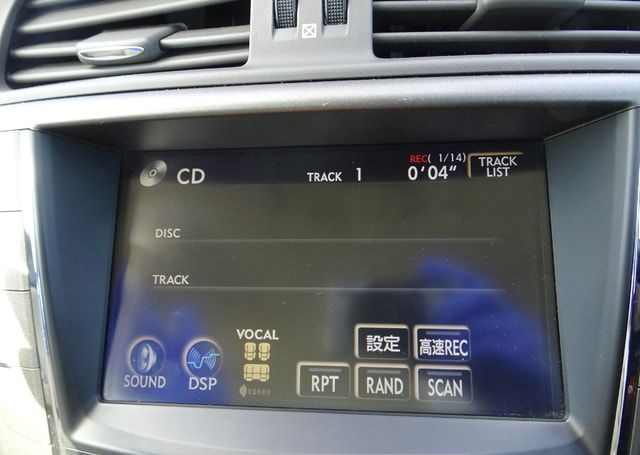 CD TRACK 1 REC( 1/14) 0'04" TRACK LIST
DISC
TRACK
VOCAL
設定 高速REC
SOUND DSP RPT RAND SCAN